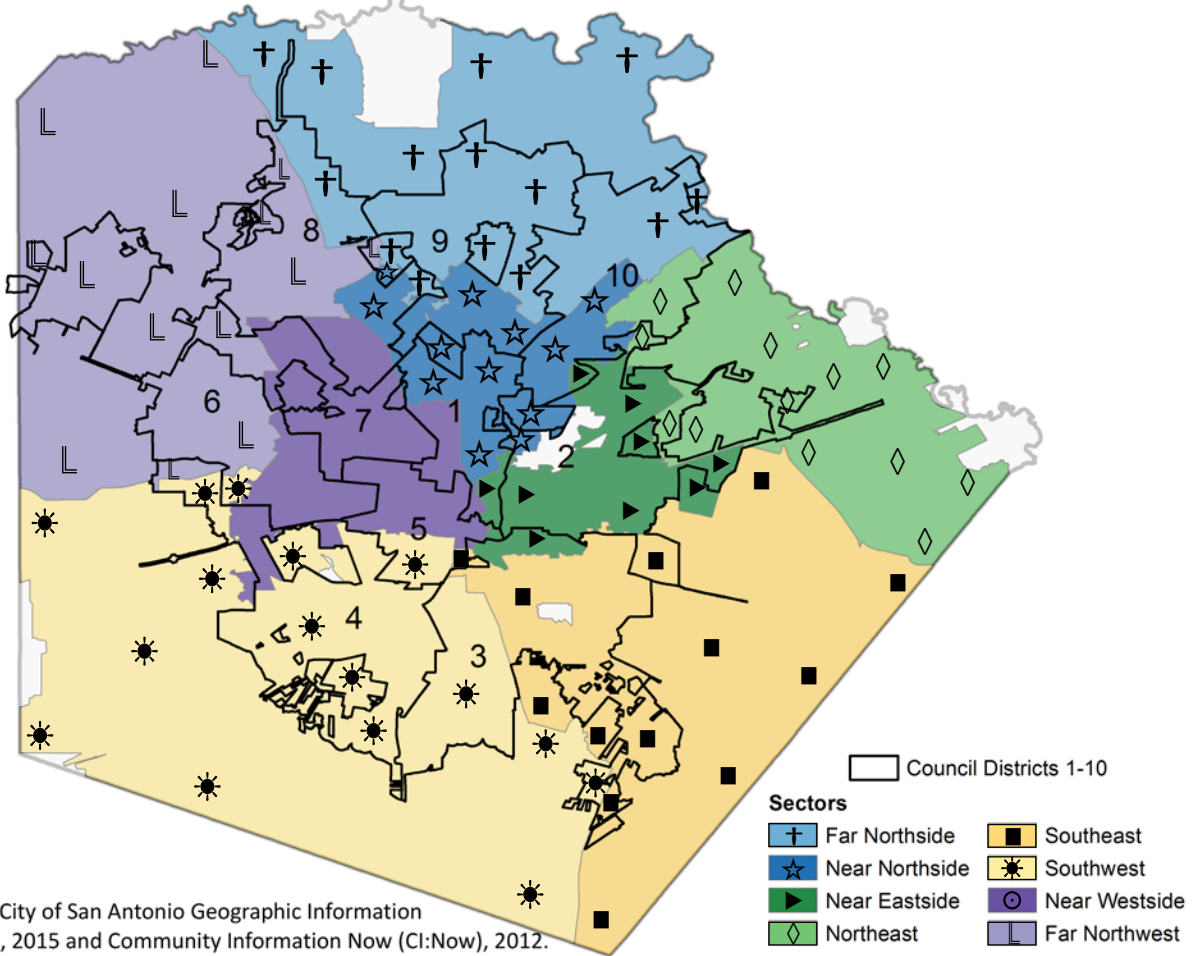 8
9
10
6
7
1
2
5
4
3
Council Districts 1-10
Sectors
Far Northside
Southeast
Near Northside
Southwest
Near Eastside
Near Westside
Northeast
Far Northwest
City of San Antonio Geographic Information
, 2015 and Community Information Now (CI:Now), 2012.